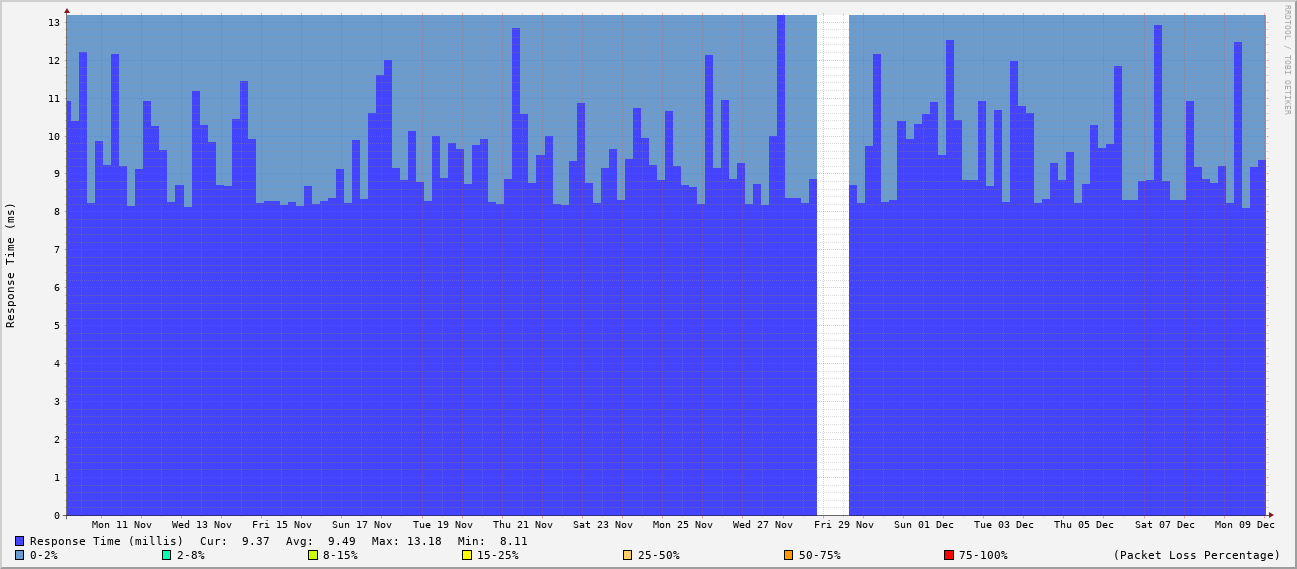 RRDTOOL / TOBI OETIKER
Response Time (ms)
13
12
11
10
9
8
7
6
5
4
3
2
1
0
Mon 11 Nov Wed 13 Nov Fri 15 Nov Sun 17 Nov Tue 19 Nov Thu 21 Nov Sat 23 Nov Mon 25 Nov Wed 27 Nov Fri 29 Nov Sun 01 Dec Tue 03 Dec Thu 05 Dec Sat 07 Dec Mon 09 Dec
Response Time (millis) Cur: 9.37 Avg: 9.49 Max: 13.18 Min: 8.11
0-2% 2-8% 8-15% 15-25% 25-50% 50-75% 75-100% (Packet Loss Percentage)